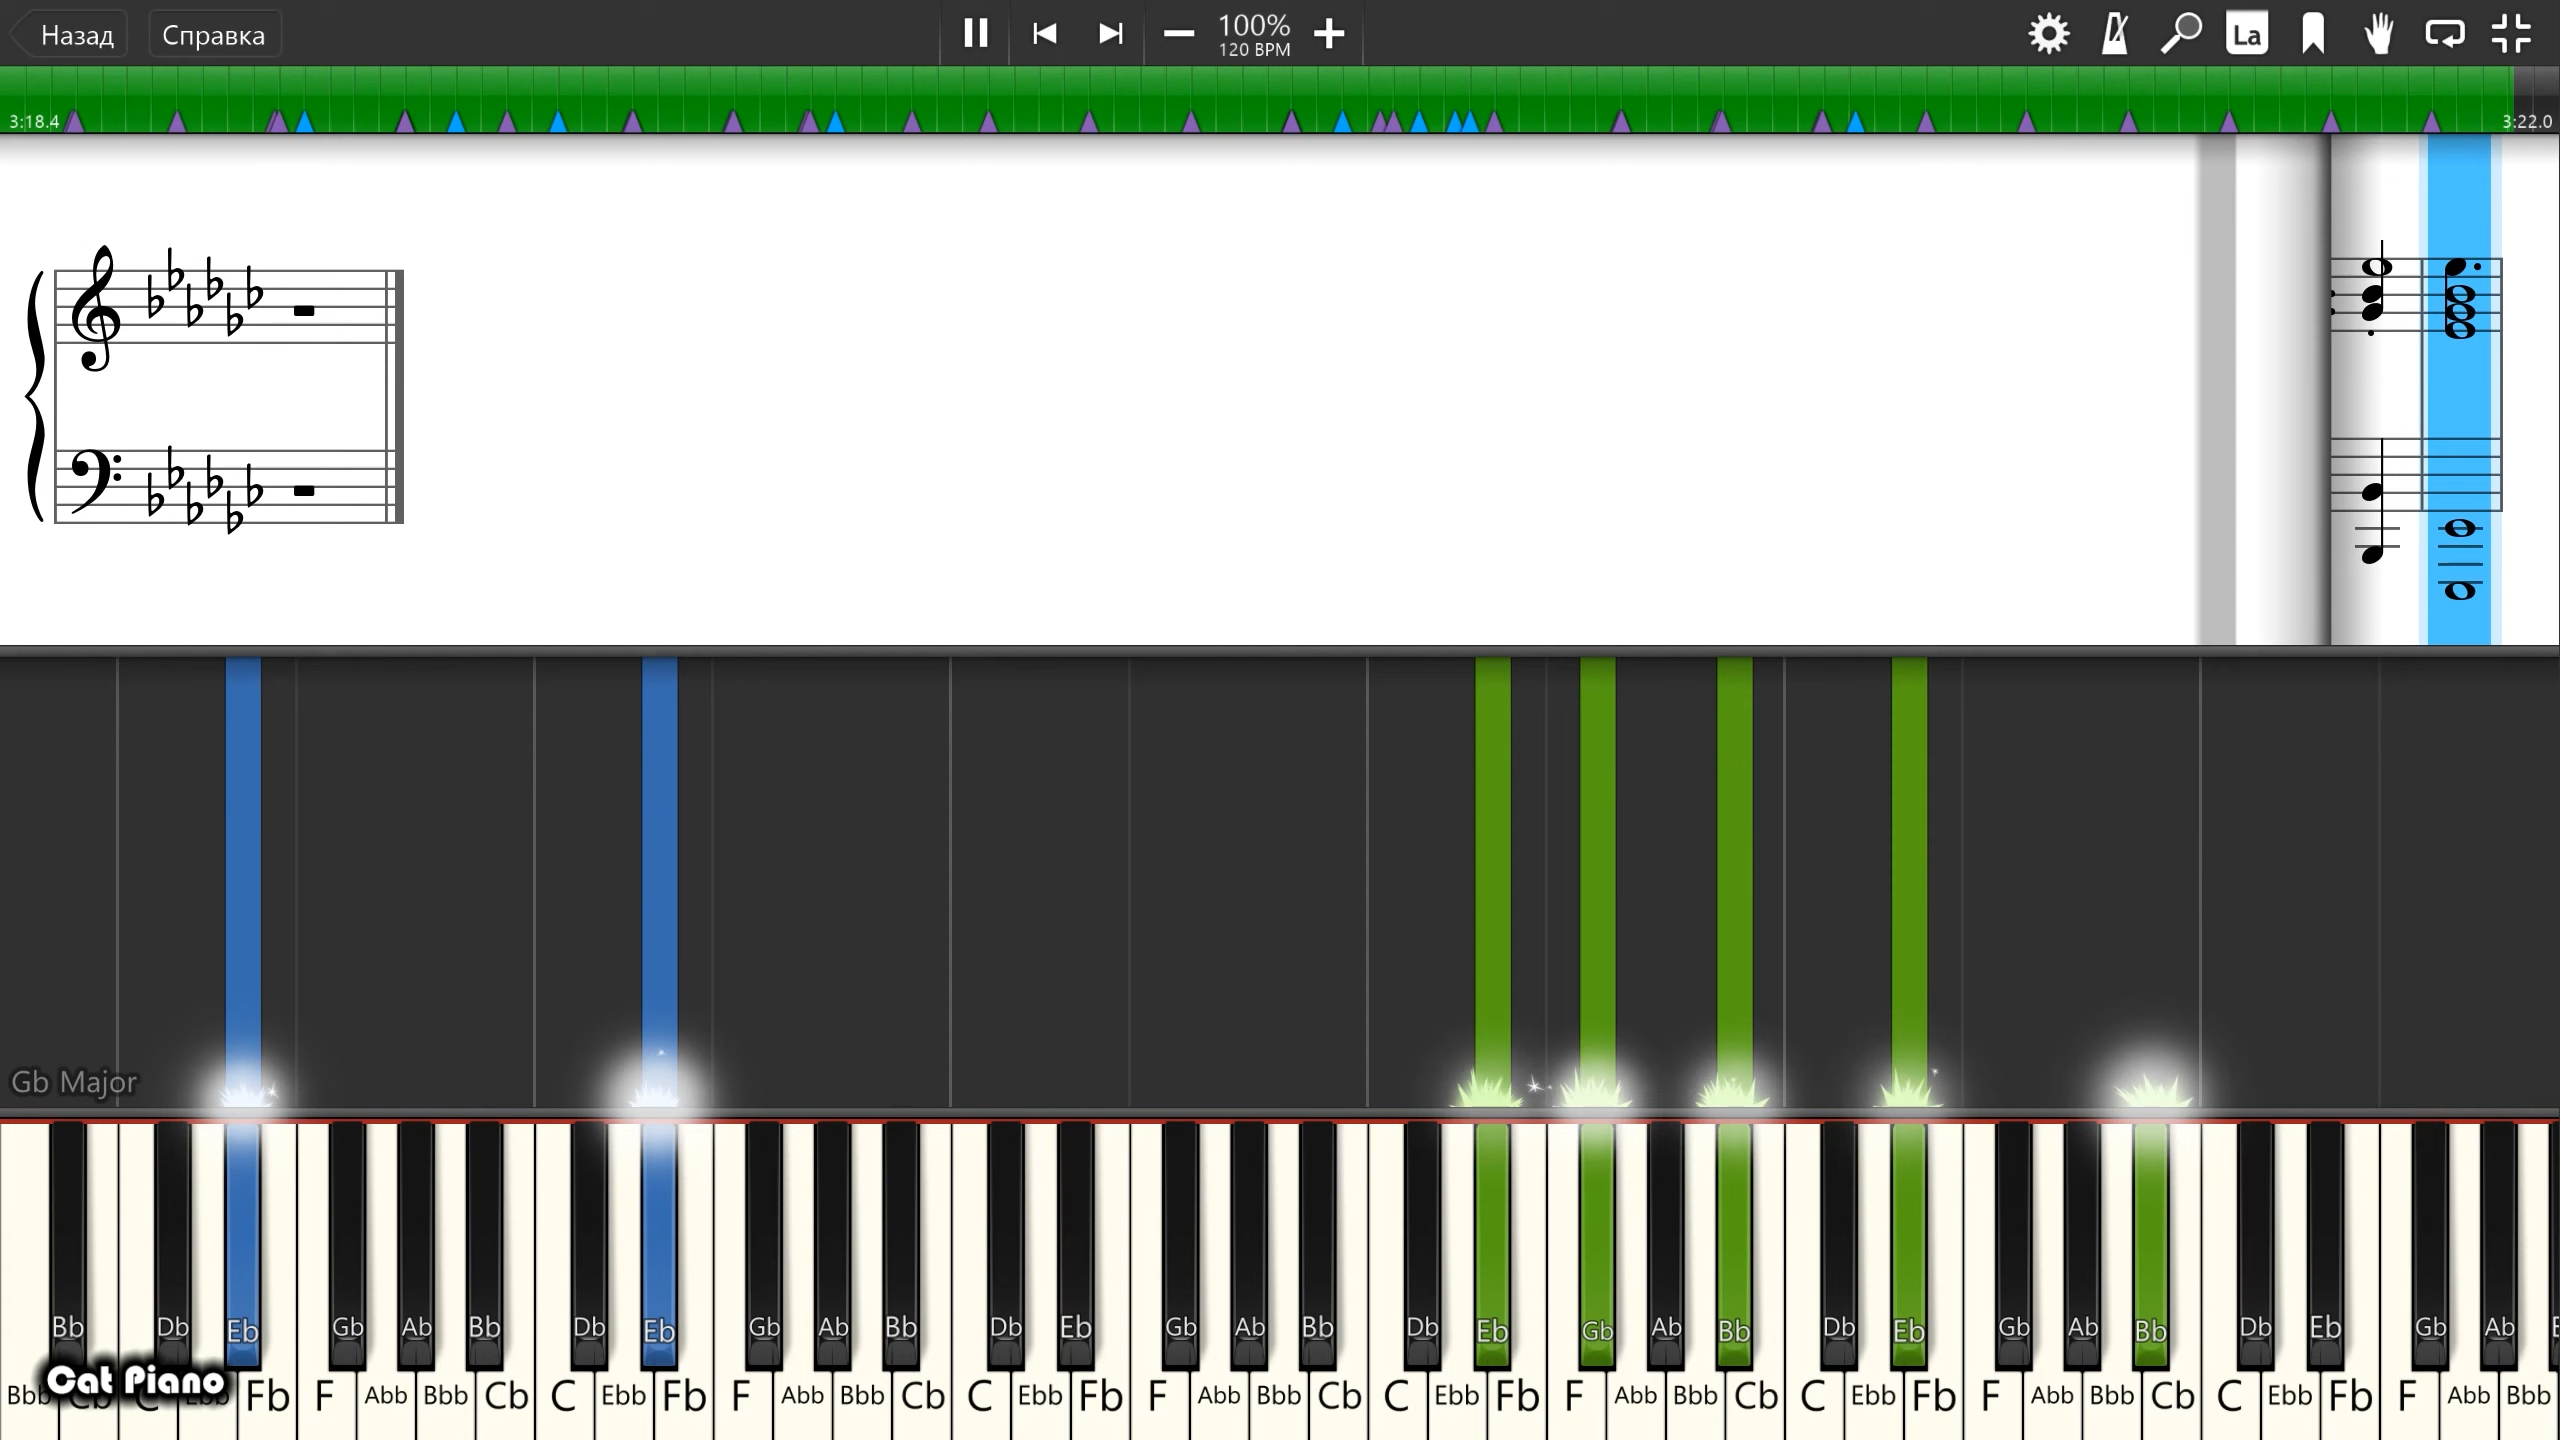 Назад Справка 100% La
120 BPM
3:18.4 3:22.0
Gb Major
Bb Db Eb Gb Ab Bb Db Eb Gb Ab Bb Db Eb Gb Ab Bb Db Eb Gb Ab Bb Db Eb Gb Ab Bb Db Eb Gb Ab
Cat Piano
Bbb Cb C Ebb Fb F Abb Bbb Cb C Ebb Fb F Abb Bbb Cb C Ebb Fb F Abb Bbb Cb C Ebb Fb F Abb Bbb Cb C Ebb Fb F Abb Bbb Cb C Ebb Fb F Abb Bbb